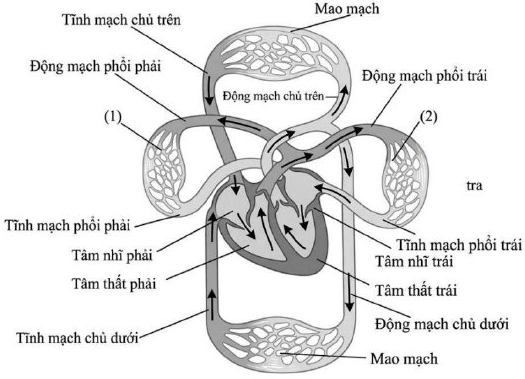 Mao mạch
Tĩnh mạch chủ trên
Động mạch phổi phải
Động mạch phổi trái
Động mạch chủ trên
(1)
(2)
tra
Tĩnh mạch phổi phải
Tĩnh mạch phổi trái
Tâm nhĩ phải
Tâm nhĩ trái
Tâm thất phải
Tâm thất trái
Động mạch chủ dưới
Tĩnh mạch chủ dưới
Mao mạch